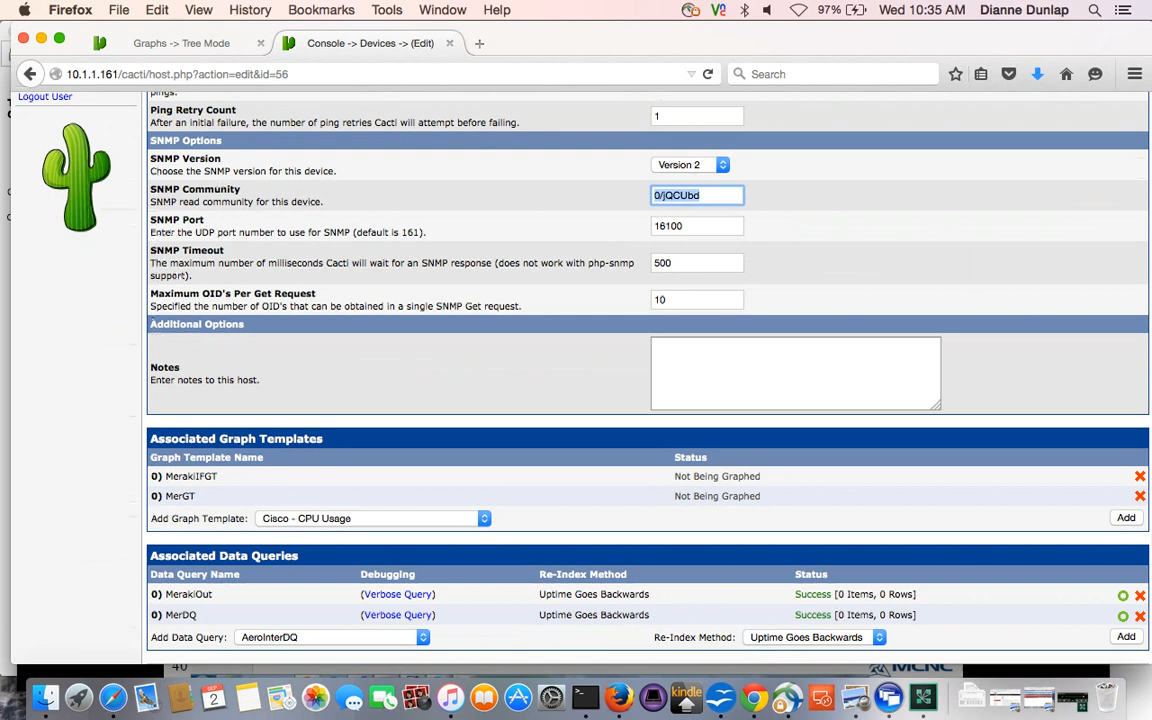 Firefox File Edit View History Bookmarks Tools Window Help 97% Wed 10:35 AM Dianne Dunlap
Graphs -> Tree Mode Console -> Devices -> (Edit)
10.1.1.161/cacti/host.php?action=edit&id=56 Search
Logout User
pings.
Ping Retry Count
After an initial failure, the number of ping retries Cacti will attempt before failing. 1
SNMP Options
SNMP Version
Choose the SNMP version for this device. Version 2
SNMP Community
SNMP read community for this device. 0/jQCUbd
SNMP Port
Enter the UDP port number to use for SNMP (default is 161). 16100
SNMP Timeout
The maximum number of milliseconds Cacti will wait for an SNMP response (does not work with php-snmp 500
support).
Maximum OID's Per Get Request
Specified the number of OID's that can be obtained in a single SNMP Get request. 10
Additional Options
Notes
Enter notes to this host.
Associated Graph Templates
Graph Template Name Status
0) MerakiIFGT Not Being Graphed
0) MerGT Not Being Graphed
Add Graph Template: Cisco - CPU Usage Add
Associated Data Queries
Data Query Name Debugging Re-Index Method Status
0) MerakiOut (Verbose Query) Uptime Goes Backwards Success [0 Items, 0 Rows]
0) MerDQ (Verbose Query) Uptime Goes Backwards Success [0 Items, 0 Rows]
Add Data Query: AeroInterDQ Re-Index Method: Uptime Goes Backwards Add
40 MCNC
SEP 2 kindle